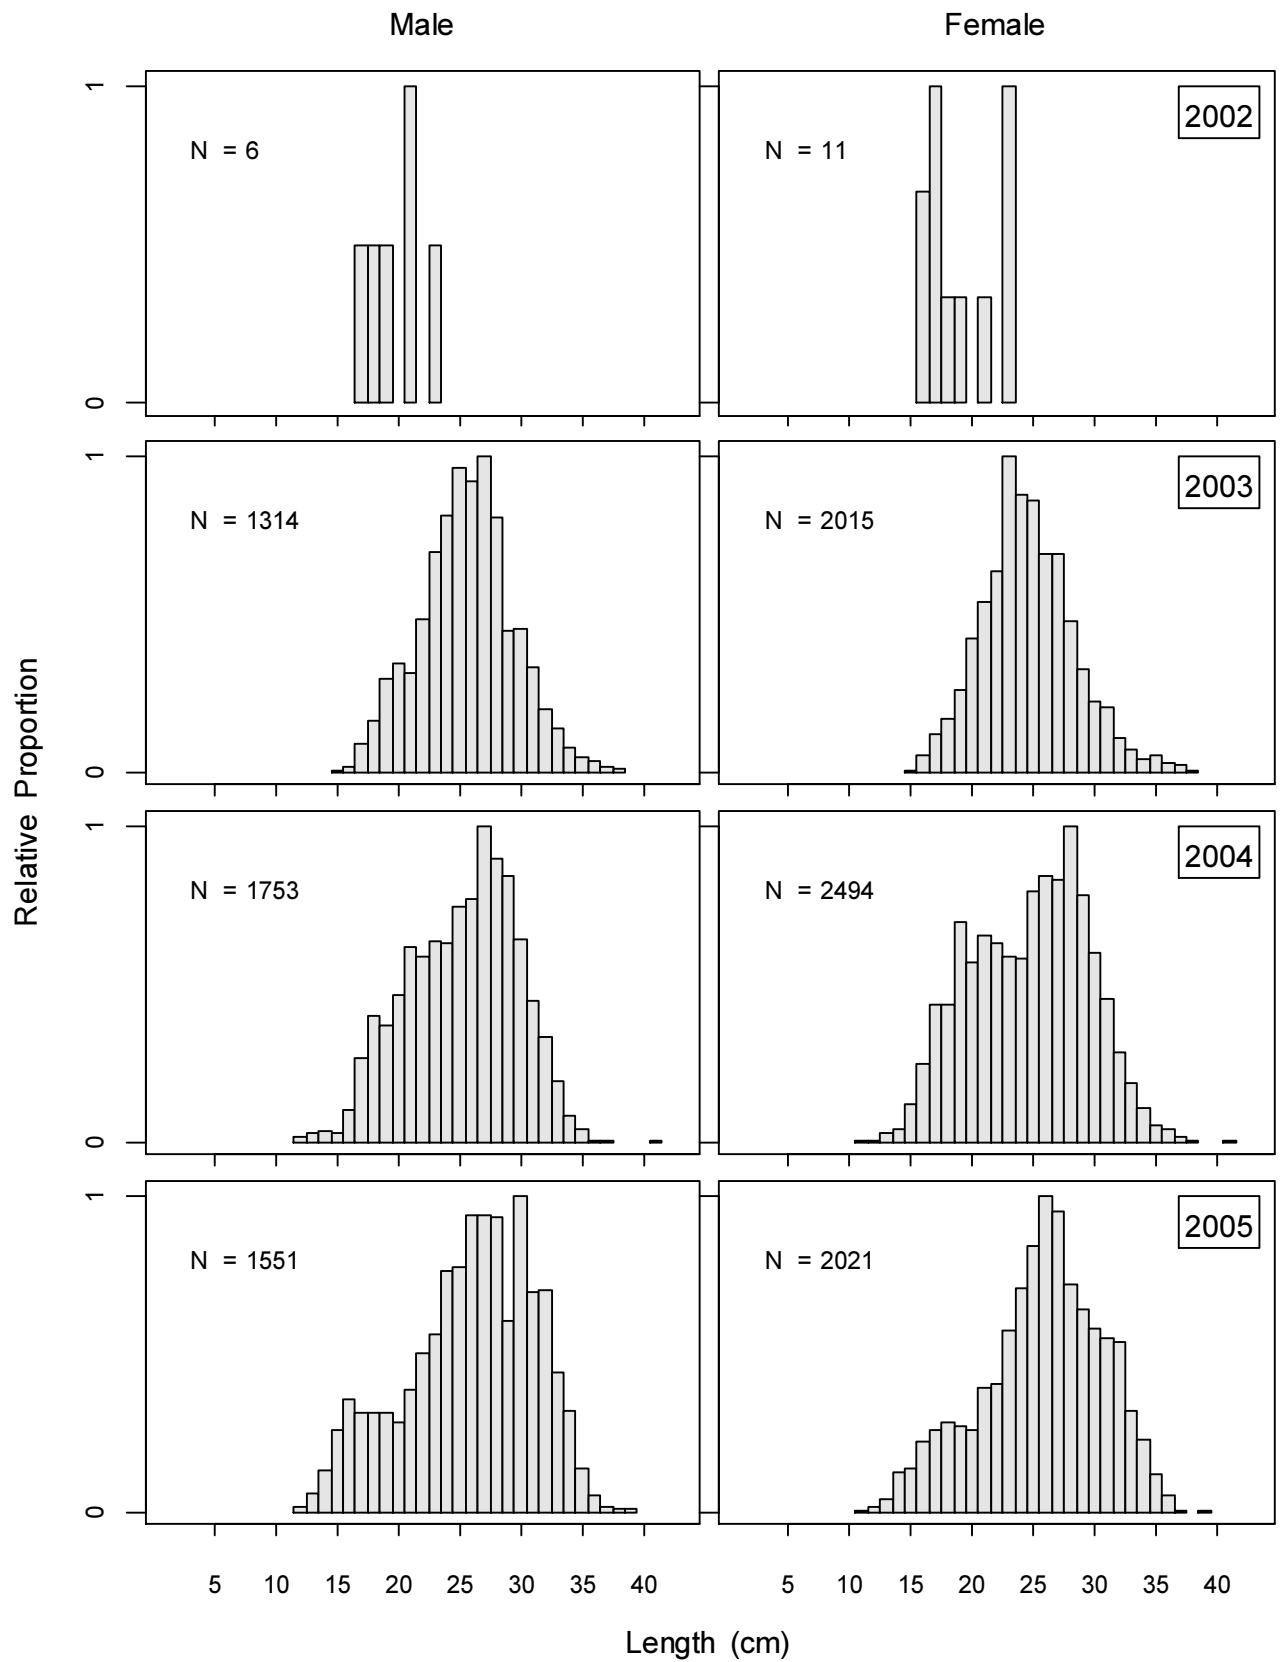 Male Female
1
N = 6
N = 11
2002
0
1
N = 1314
N = 2015
2003
0
Relative Proportion
1
N = 1753
N = 2494
2004
0
1
N = 1551
N = 2021
2005
0
5 10 15 20 25 30 35 40 5 10 15 20 25 30 35 40
Length (cm)